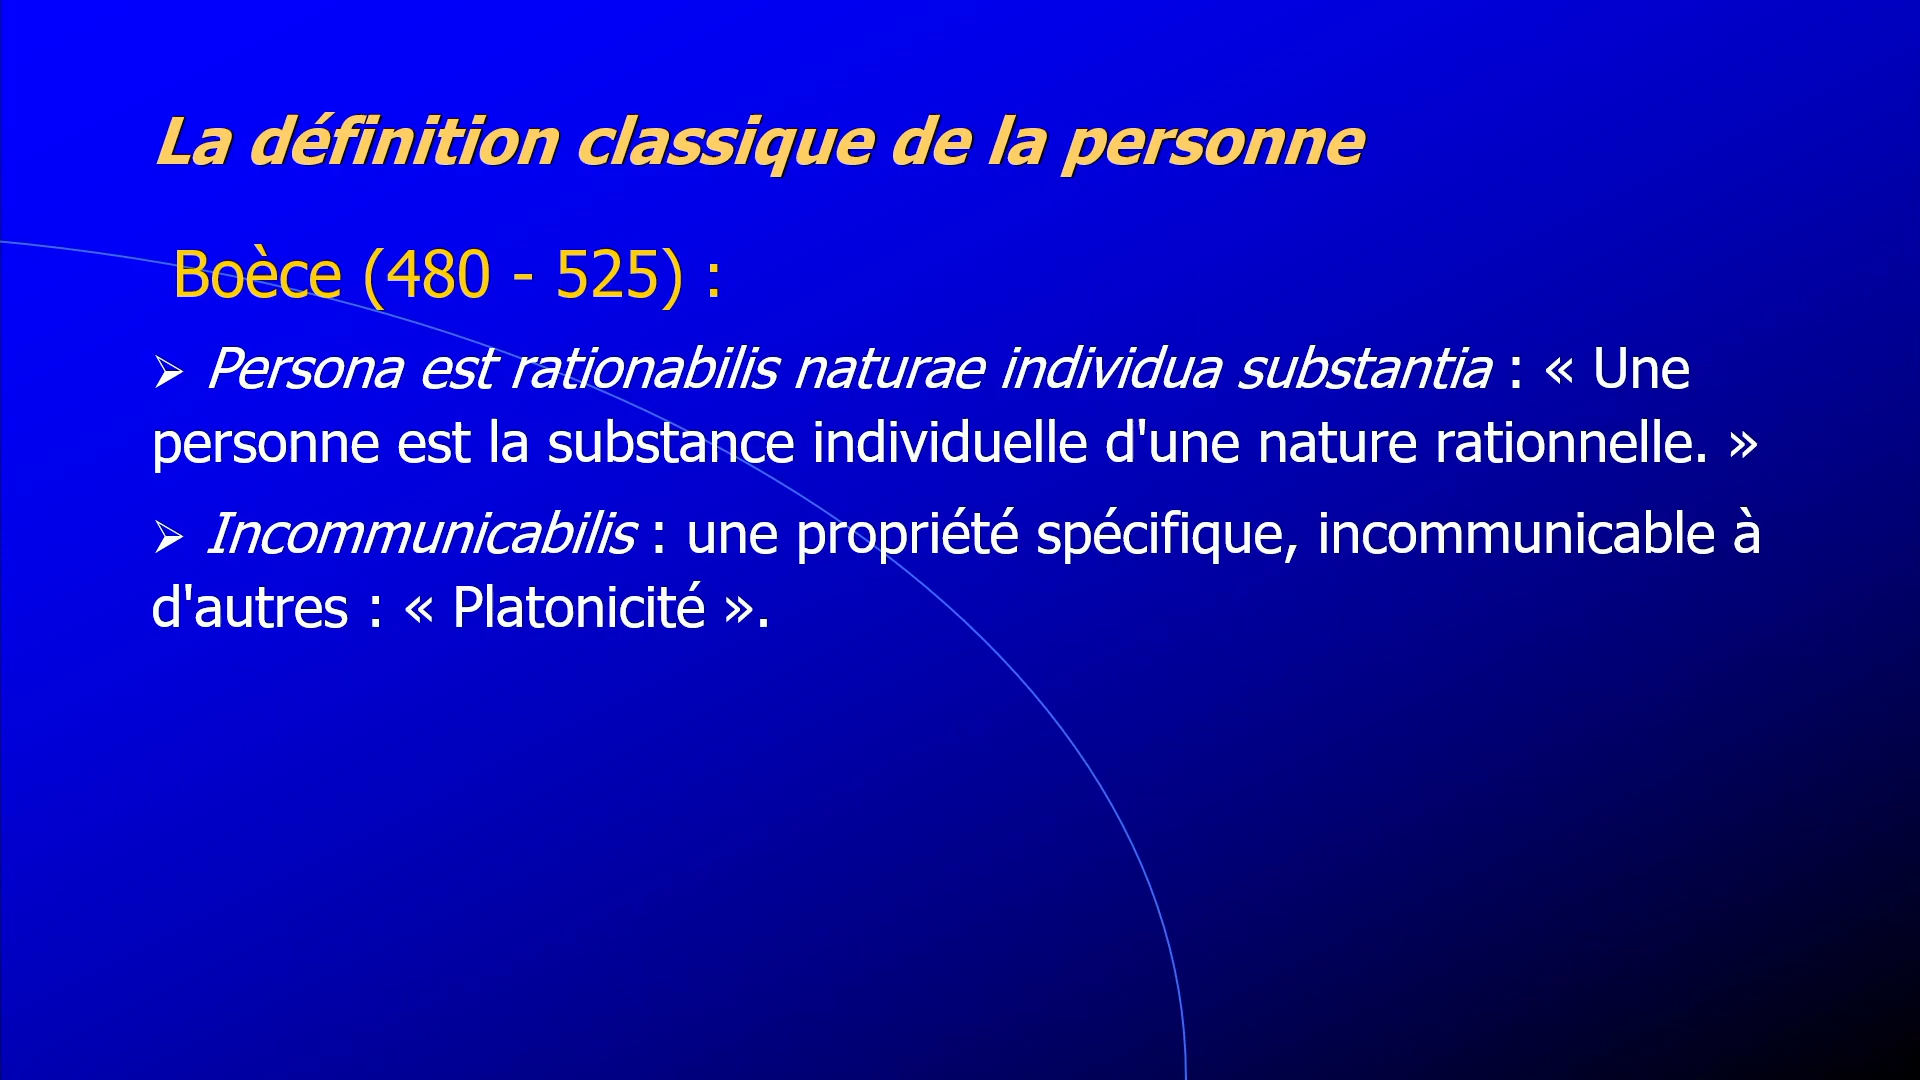 La définition classique de la personne
Boèce (480 - 525) :
Persona est rationabilis naturae individua substantia : « Une
personne est la substance individuelle d'une nature rationnelle. »
Incommunicabilis : une propriété spécifique, incommunicable à
d'autres : « Platonicité ».